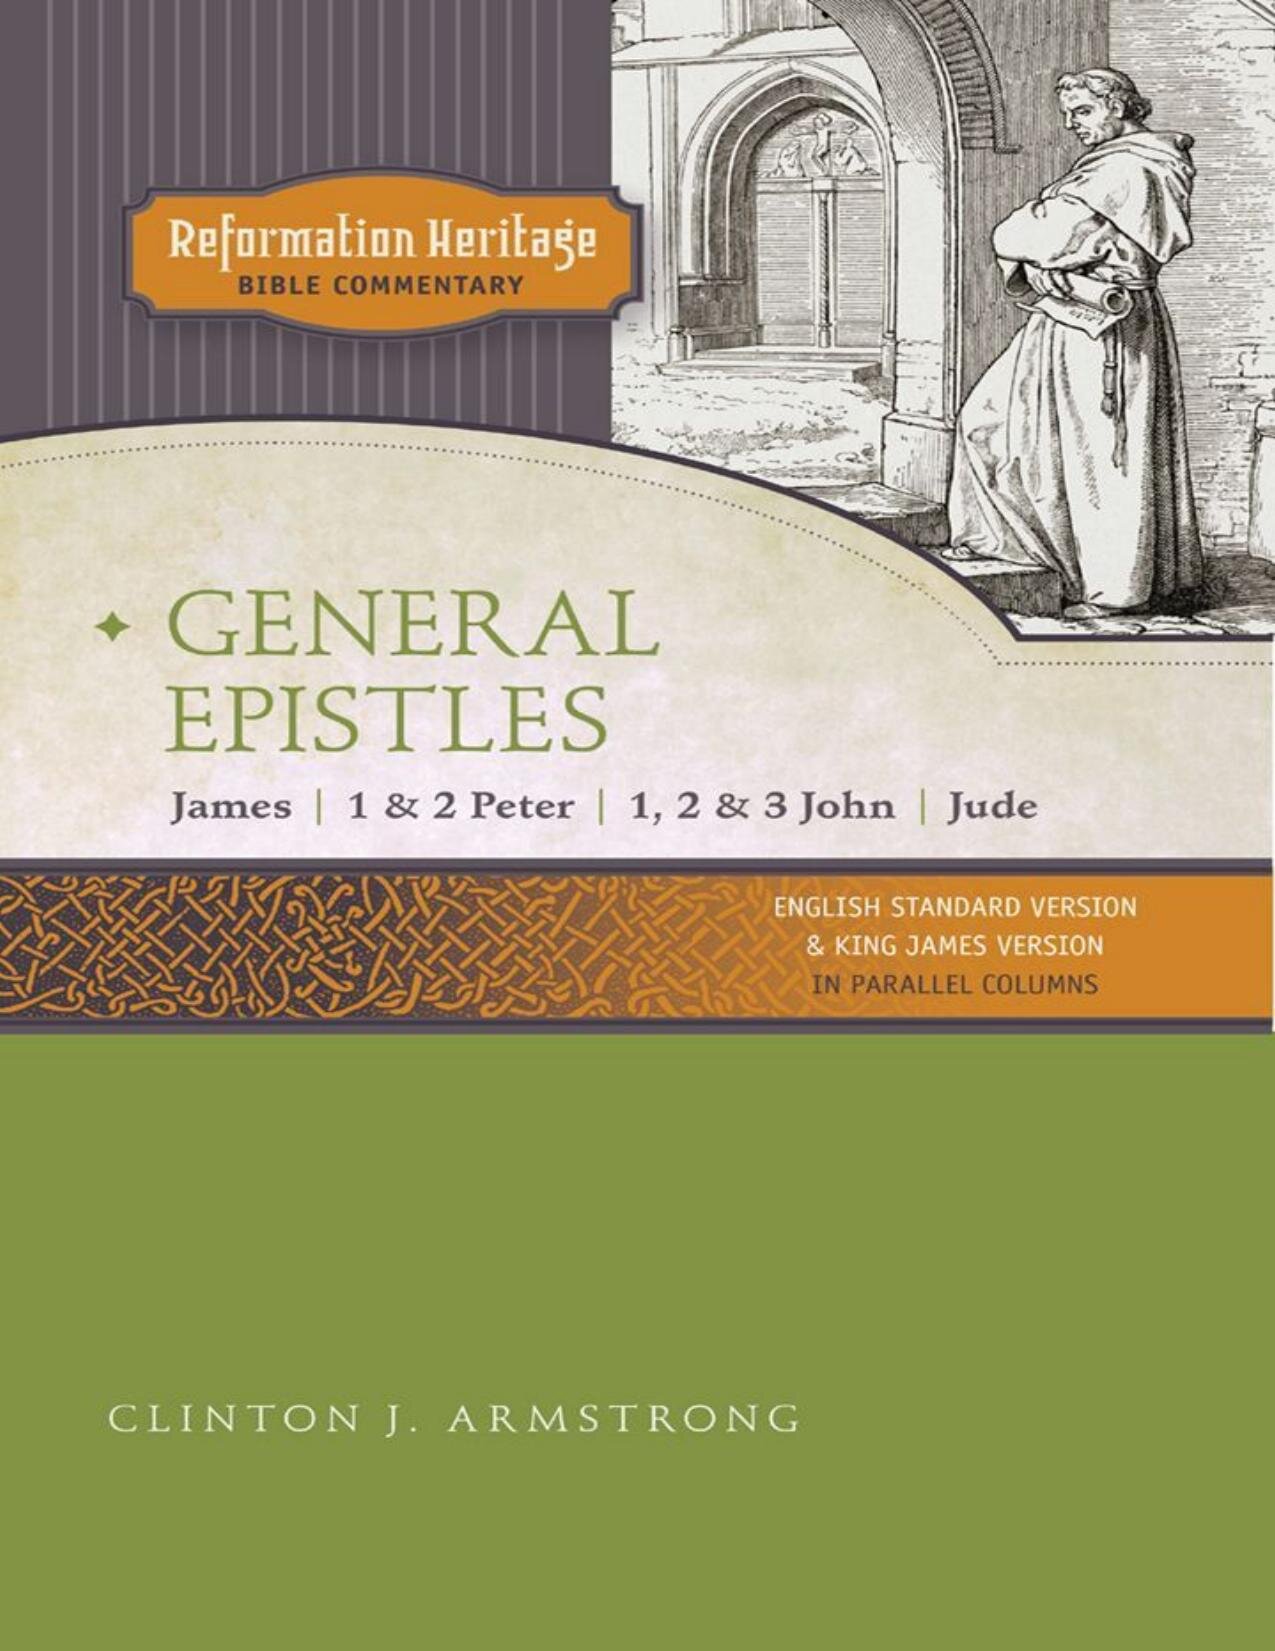 Reformation Heritage
BIBLE COMMENTARY
GENERAL
EPISTLES
James | 1 & 2 Peter | 1, 2 & 3 John | Jude
ENGLISH STANDARD VERSION
& KING JAMES VERSION
IN PARALLEL COLUMNS
CLINTON J. ARMSTRONG